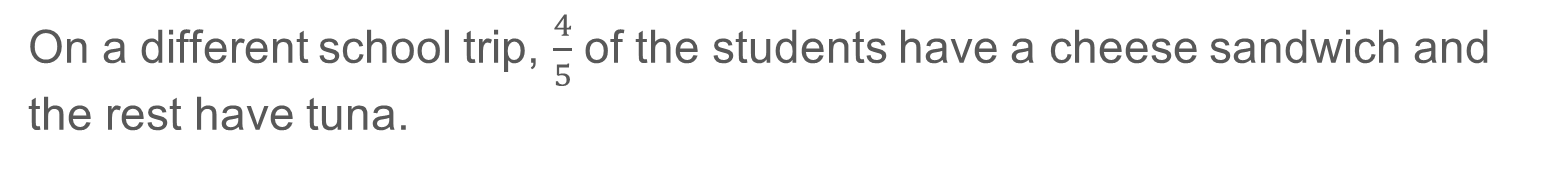 On a different school trip, 4/5 of the students have a cheese sandwich and
the rest have tuna.